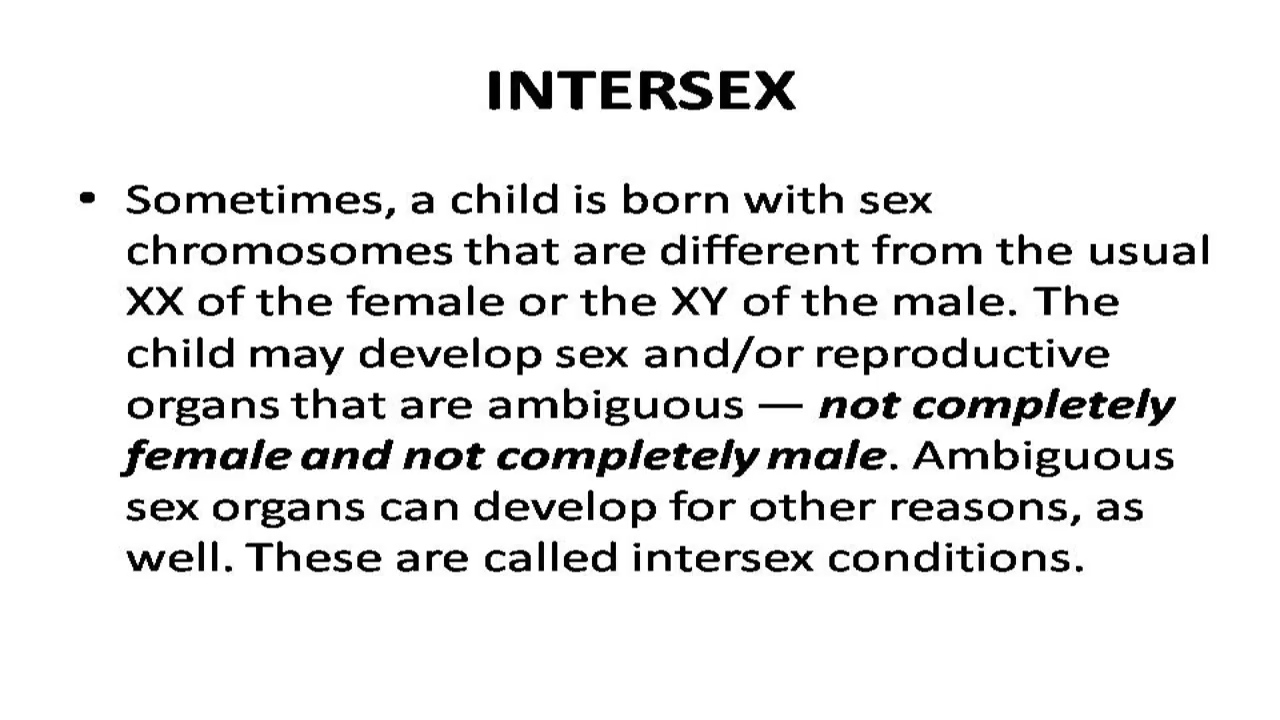 INTERSEX
• Sometimes, a child is born with sex
chromosomes that are different from the usual
XX of the female or the XY of the male. The
child may develop sex and/or reproductive
organs that are ambiguous — not completely
female and not completely male. Ambiguous
sex organs can develop for other reasons, as
well. These are called intersex conditions.